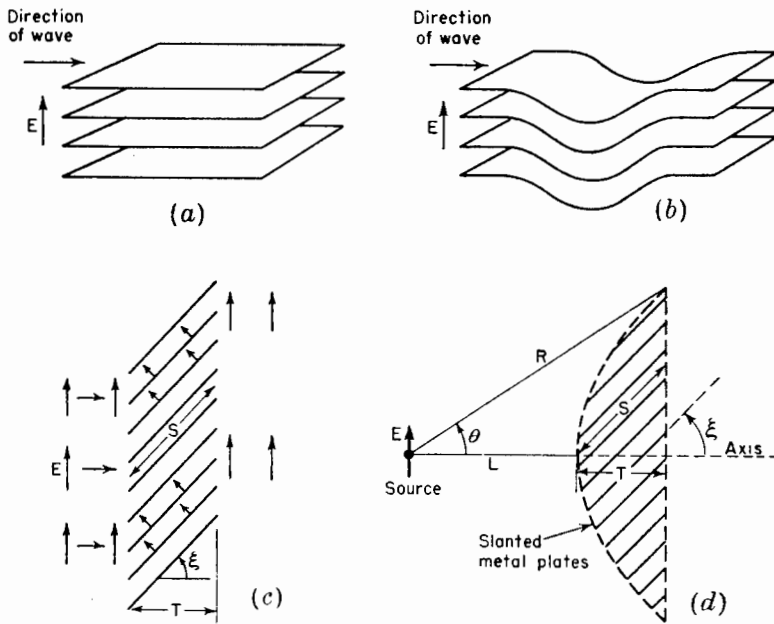 Direction
of wave
E
(a)
Direction
of wave
E
(b)
E
S
ξ
T
(c)
R
E
θ
S
ξ
L
T
Axis
Source
Slanted
metal plates
(d)